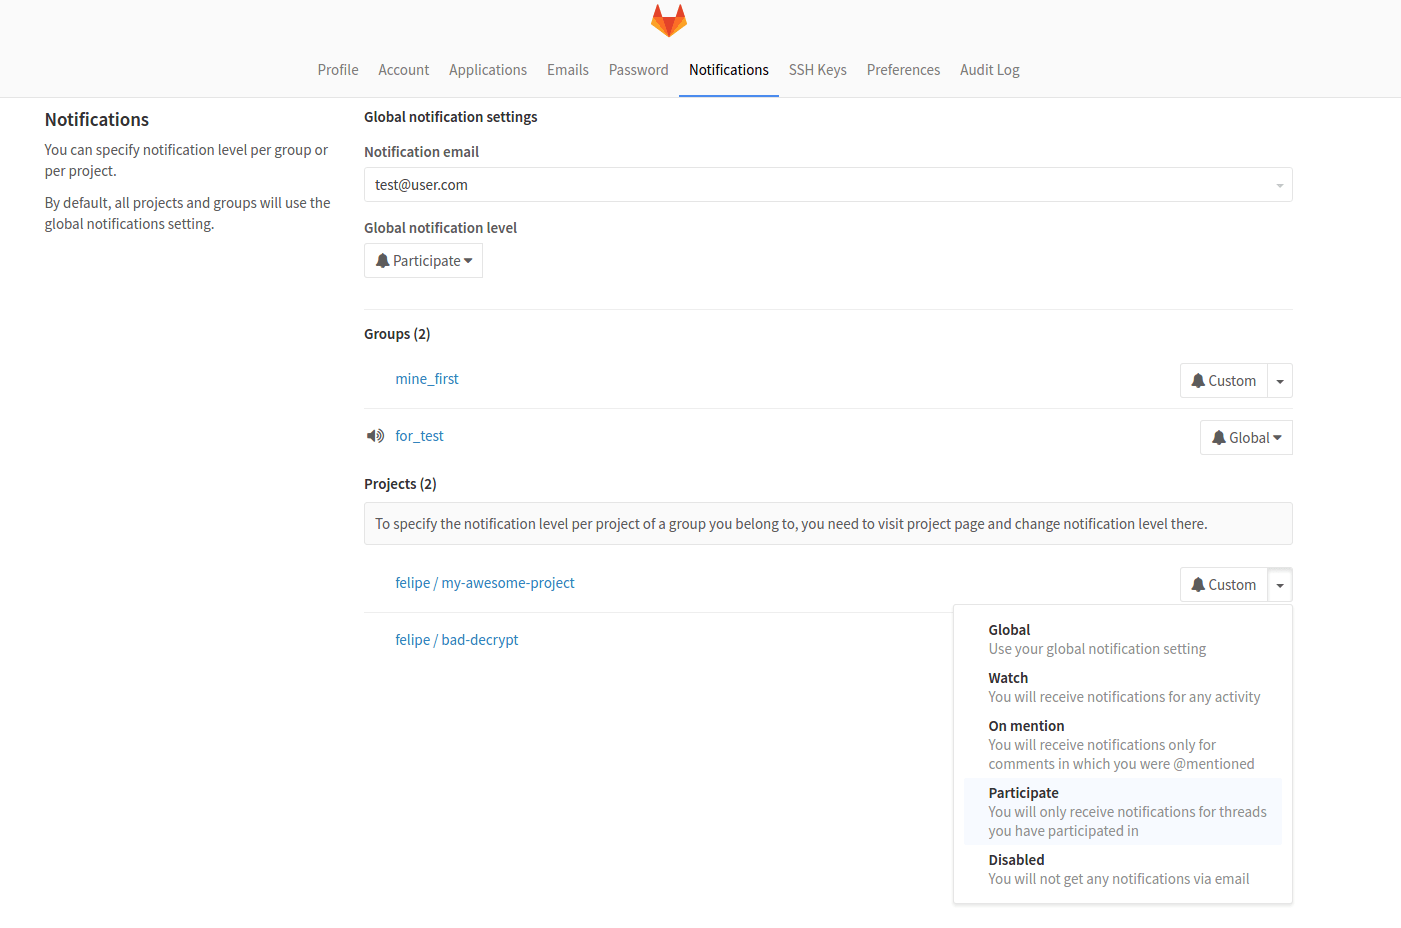 Profile Account Applications Emails Password Notifications SSH Keys Preferences Audit Log
Notifications
You can specify notification level per group or
per project.
By default, all projects and groups will use the
global notifications setting.
Global notification settings
Notification email
test@user.com
Global notification level
Participate
Groups (2)
mine_first
Custom
for_test
Global
Projects (2)
To specify the notification level per project of a group you belong to, you need to visit project page and change notification level there.
felipe / my-awesome-project
Custom
felipe / bad-decrypt
Global
Use your global notification setting
Watch
You will receive notifications for any activity
On mention
You will receive notifications only for
comments in which you were @mentioned
Participate
You will only receive notifications for threads
you have participated in
Disabled
You will not get any notifications via email